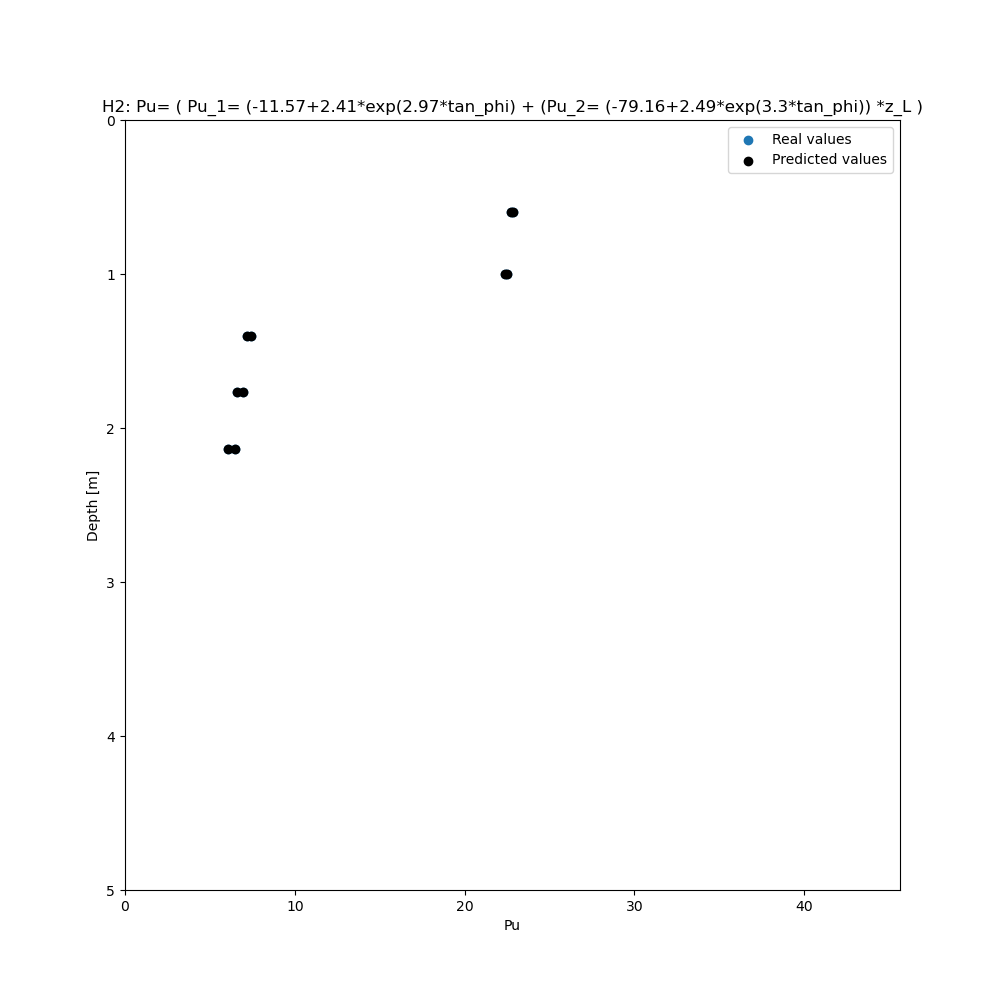 H2: Pu= ( Pu_1= (-11.57+2.41*exp(2.97*tan_phi) + (Pu_2= (-79.16+2.49*exp(3.3*tan_phi)) *z_L )
Real values
Predicted values
0
1
2
3
4
5
Depth [m]
0 10 20 30 40
Pu